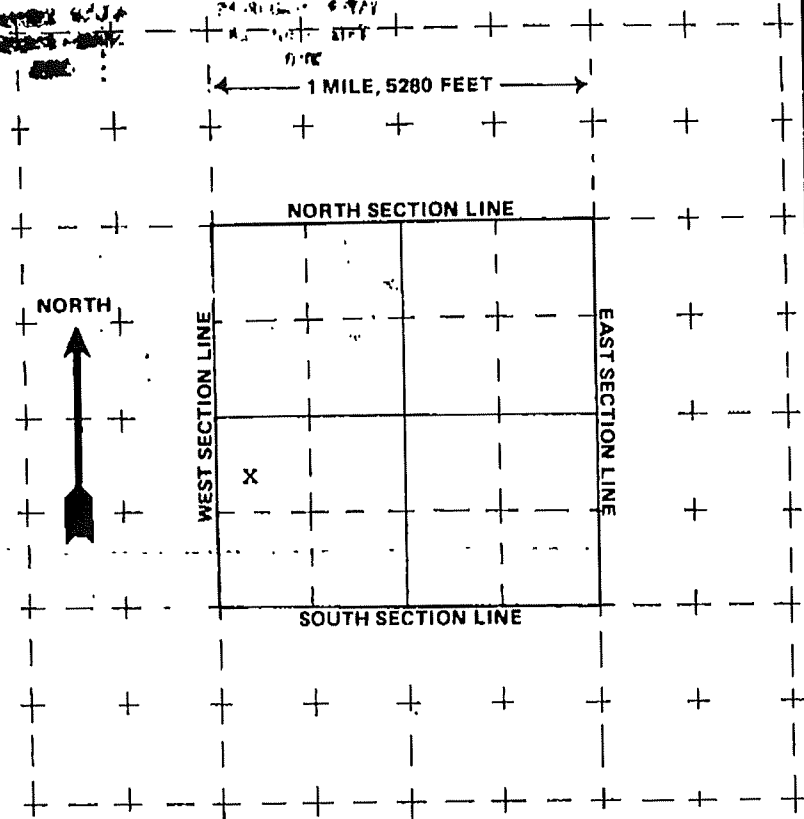 1 MILE, 5280 FEET
NORTH SECTION LINE
NORTH
WEST SECTION LINE
EAST SECTION LINE
X
SOUTH SECTION LINE